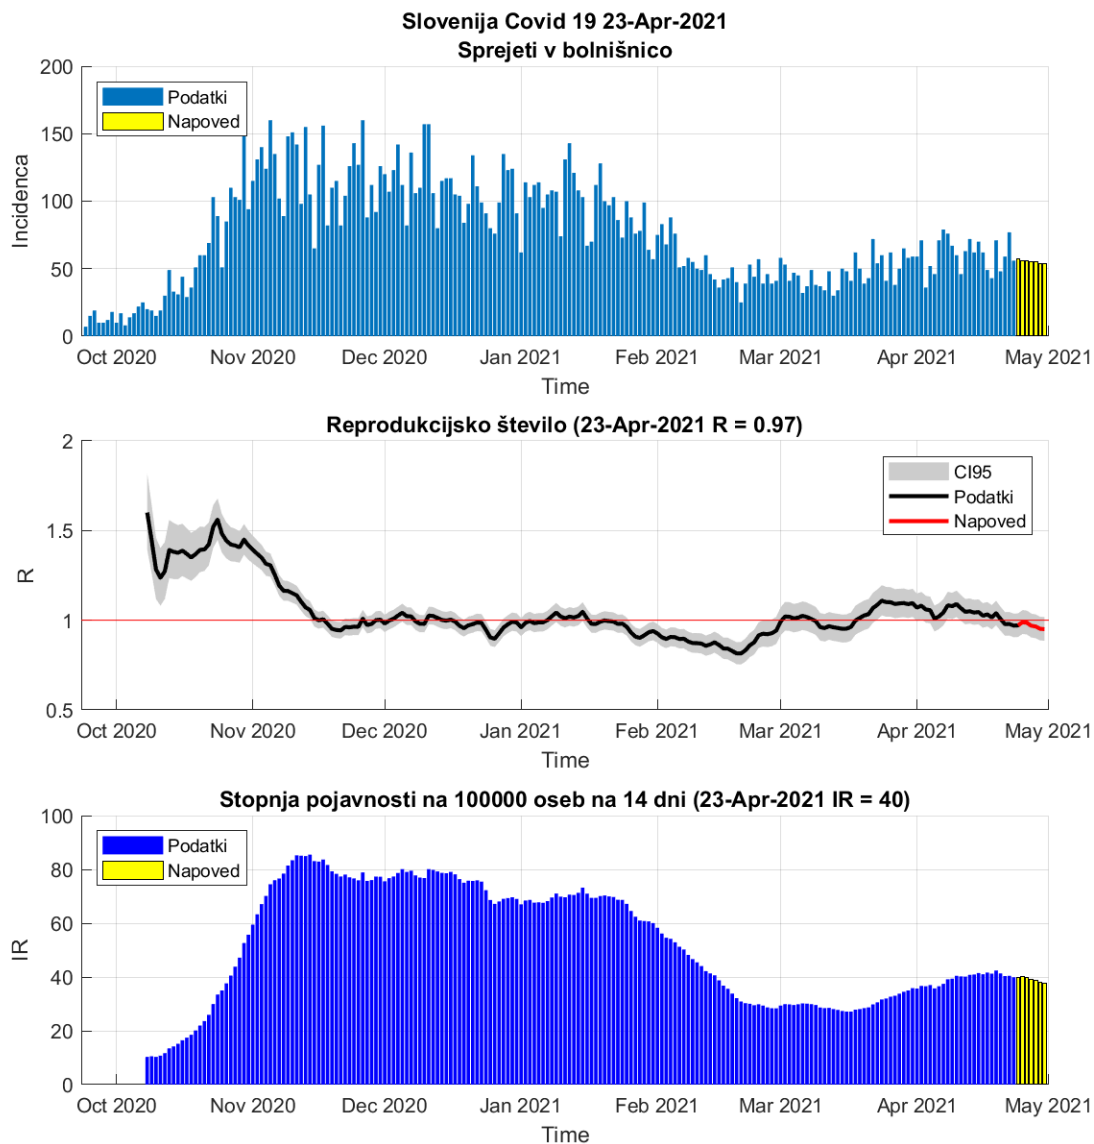 Slovenija Covid 19 23-Apr-2021
Sprejeti v bolnišnico
200
150
100
50
0
Incidenca
Podatki
Napoved
Oct 2020 Nov 2020 Dec 2020 Jan 2021 Feb 2021 Mar 2021 Apr 2021 May 2021
Time
Reprodukcijsko število (23-Apr-2021 R = 0.97)
2
1.5
1
0.5
R
CI95
Podatki
Napoved
Oct 2020 Nov 2020 Dec 2020 Jan 2021 Feb 2021 Mar 2021 Apr 2021 May 2021
Time
Stopnja pojavnosti na 100000 oseb na 14 dni (23-Apr-2021 IR = 40)
100
80
60
40
20
0
IR
Podatki
Napoved
Oct 2020 Nov 2020 Dec 2020 Jan 2021 Feb 2021 Mar 2021 Apr 2021 May 2021
Time